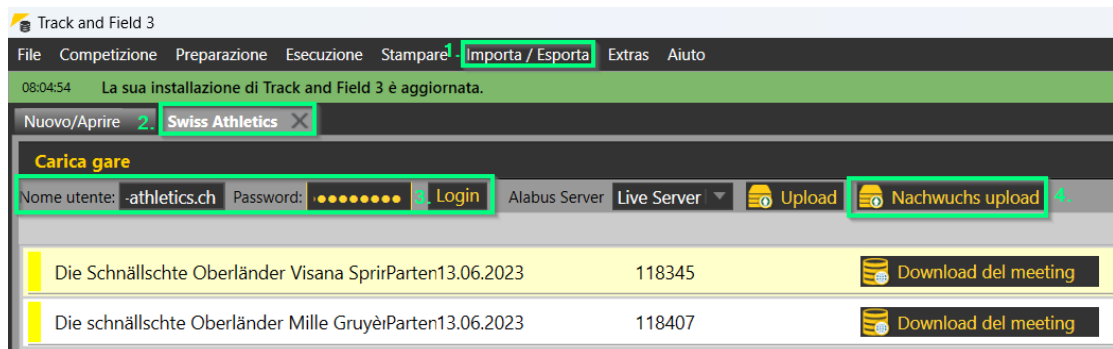 Track and Field 3
File Competizione Preparazione Esecuzione Stampare 1 - Importa / Esporta Extras Aiuto
08:04:54 La sua installazione di Track and Field 3 è aggiornata.
Nuovo/Aprire 2. Swiss Athletics
Carica gare
Nome utente: -athletics.ch Password: 3. Login Alabus Server Live Server Upload Nachwuchs upload 4.
Die Schnällschte Oberländer Visana SprirParten13.06.2023 118345 Download del meeting
Die schnällschte Oberländer Mille GruyèrParten13.06.2023 118407 Download del meeting